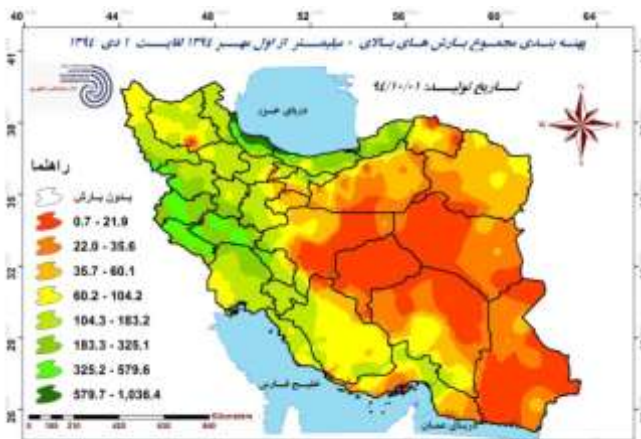 40 44 48 52 56 60 64
پهنه بندی مجموع بارش های بالای ۰ میلیمتر از اول مهر ۱۳۹۴ لغایت ۱ دی ۱۳۹۴
تاریخ تولید: ۹۴/۱۰/۰۱
دریای خزر
N
S
راهنما
بدون بارش
0.7 - 21.9
22.0 - 35.6
35.7 - 60.1
60.2 - 104.2
104.3 - 183.2
183.3 - 325.1
325.2 - 579.6
579.7 - 1,036.4
خلیج فارس
دریای عمان
Kilometers